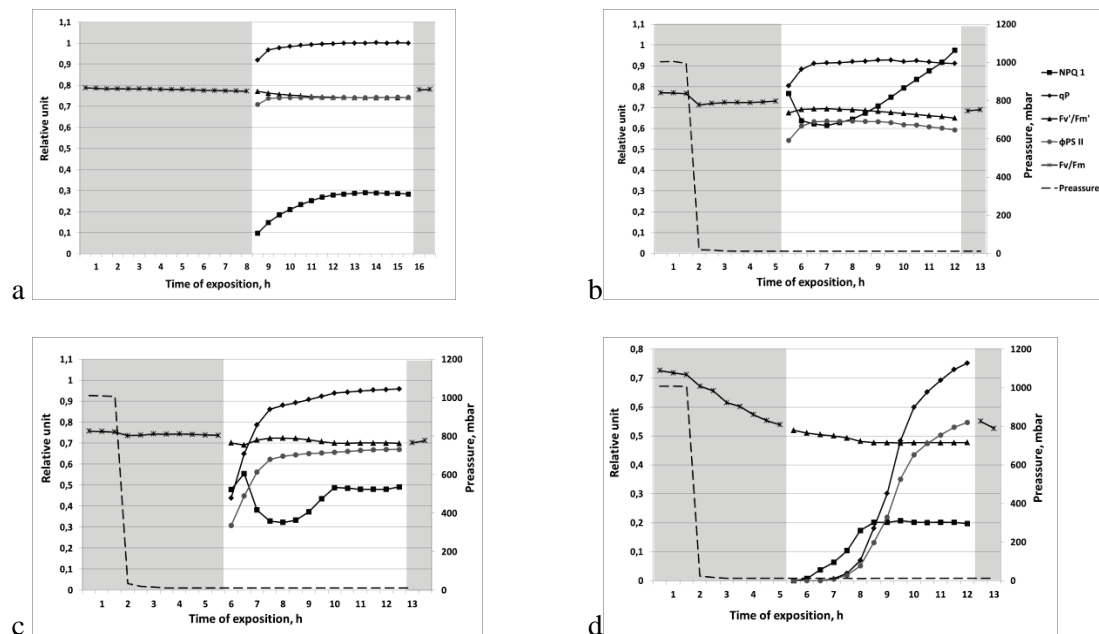 1,1
1
0,9
0,8
0,7
0,6
0,5
0,4
0,3
0,2
0,1
0
Relative unit
1 2 3 4 5 6 7 8 9 10 11 12 13 14 15 16
Time of exposition, h
a
1,1
1
0,9
0,8
0,7
0,6
0,5
0,4
0,3
0,2
0,1
0
Relative unit
1200
1000
800
600
400
200
0
Preassure, mbar
1 2 3 4 5 6 7 8 9 10 11 12 13
Time of exposition, h
NPQ 1
qP
Fv'/Fm'
ϕPS II
Fv/Fm
Preassure
b
1,1
1
0,9
0,8
0,7
0,6
0,5
0,4
0,3
0,2
0,1
0
Relative unit
1200
1000
800
600
400
200
0
Preassure, mbar
1 2 3 4 5 6 7 8 9 10 11 12 13
Time of exposition, h
c
0,8
0,7
0,6
0,5
0,4
0,3
0,2
0,1
0
Relative unit
1200
1000
800
600
400
200
0
Preassure, mbar
1 2 3 4 5 6 7 8 9 10 11 12 13
Time of exposition, h
d